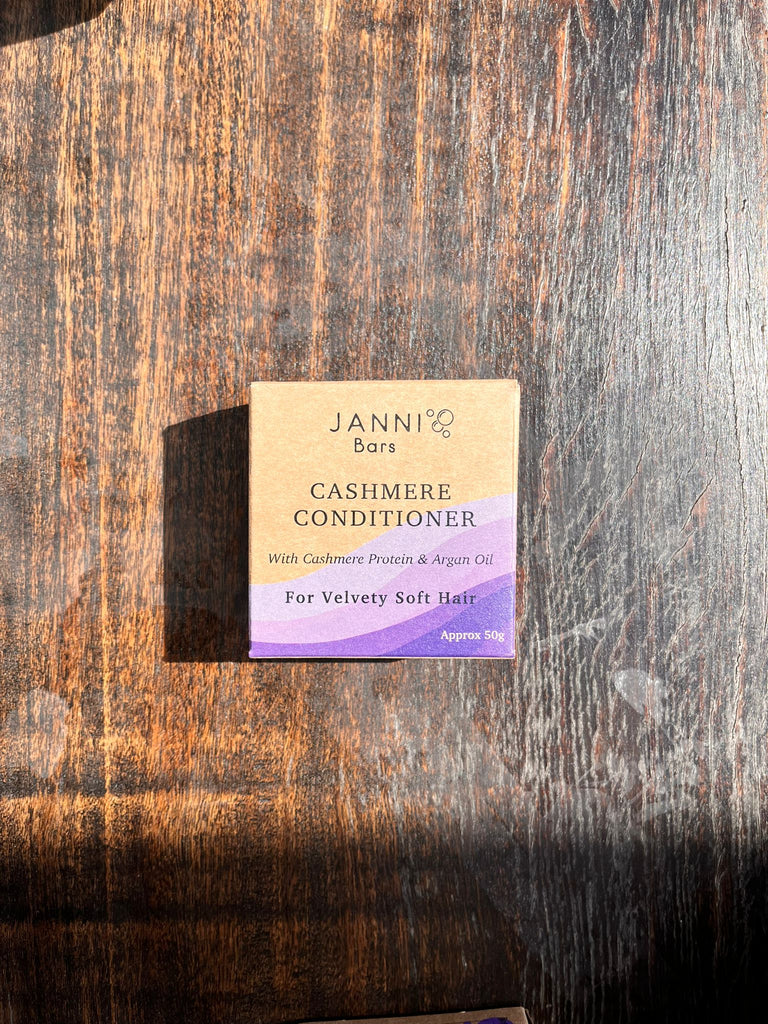 JANNI
Bars
CASHMERE
CONDITIONER
With Cashmere Protein & Argan Oil
For Velvety Soft Hair
Approx 50g